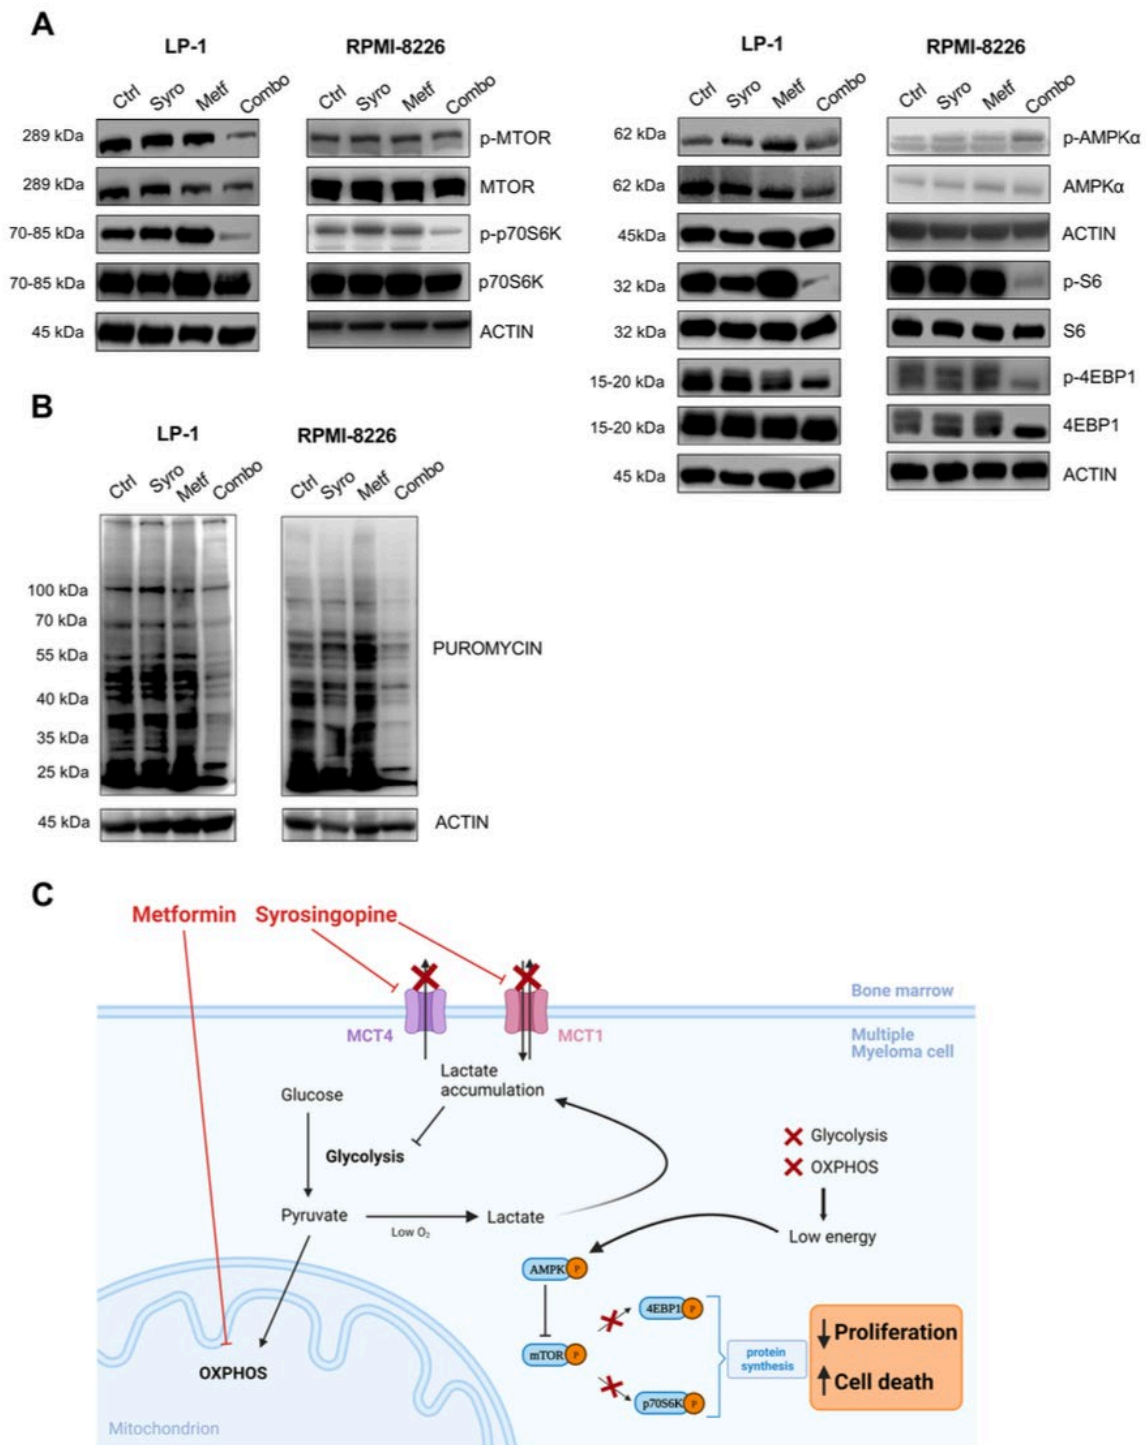 A
LP-1
RPMI-8226
Ctrl Syro Metf Combo
Ctrl Syro Metf Combo
289 kDa
p-MTOR
289 kDa
MTOR
70-85 kDa
p-p70S6K
70-85 kDa
p70S6K
45 kDa
ACTIN
LP-1
RPMI-8226
Ctrl Syro Metf Combo
Ctrl Syro Metf Combo
62 kDa
p-AMPKα
62 kDa
AMPKα
45kDa
ACTIN
32 kDa
p-S6
32 kDa
S6
15-20 kDa
p-4EBP1
15-20 kDa
4EBP1
45 kDa
ACTIN
B
LP-1
RPMI-8226
Ctrl Syro Metf Combo
Ctrl Syro Metf Combo
100 kDa
70 kDa
55 kDa
PUROMYCIN
40 kDa
35 kDa
25 kDa
45 kDa
ACTIN
C
Metformin
Syrosingopine
Bone marrow
MCT4
MCT1
Multiple
Myeloma cell
Lactate
accumulation
Glucose
Glycolysis
Glycolysis
OXPHOS
Pyruvate
Low O₂
Lactate
Low energy
AMPK P
4EBP1 P
mTOR P
p70S6K P
protein
synthesis
Proliferation
Cell death
OXPHOS
Mitochondrion